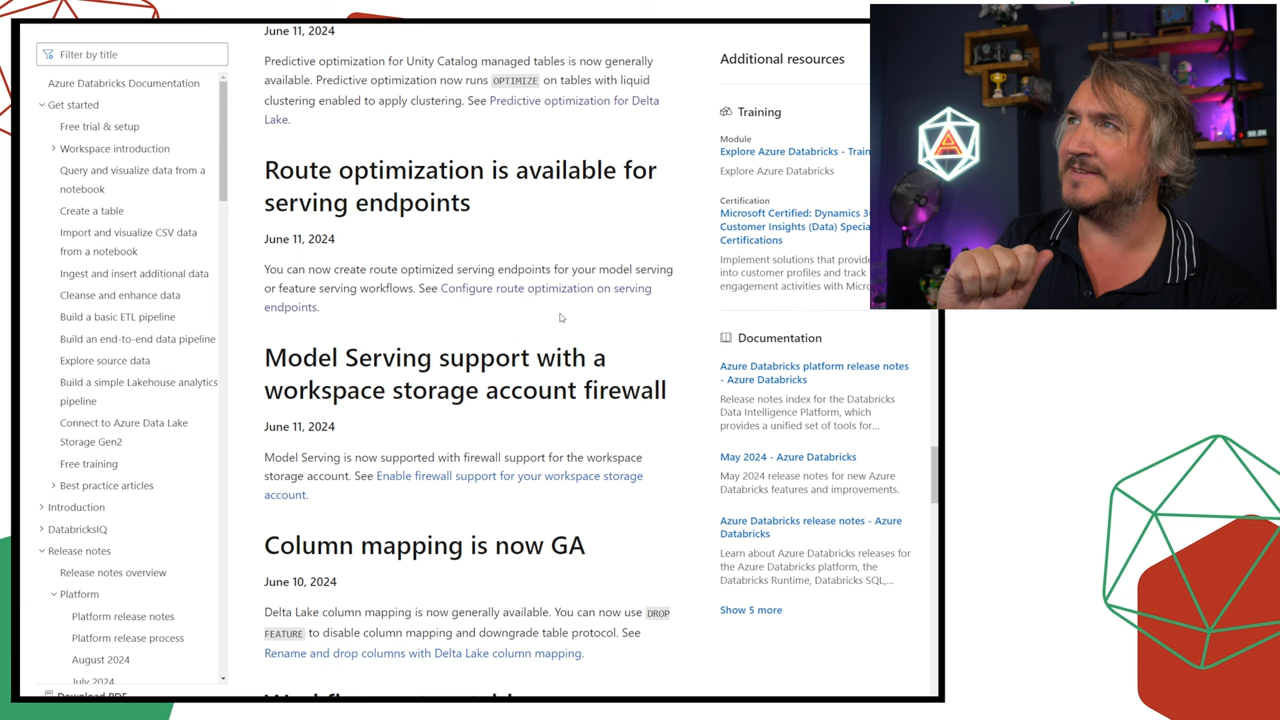 Filter by title
Azure Databricks Documentation
Get started
Free trial & setup
Workspace introduction
Query and visualize data from a
notebook
Create a table
Import and visualize CSV data
from a notebook
Ingest and insert additional data
Cleanse and enhance data
Build a basic ETL pipeline
Build an end-to-end data pipeline
Explore source data
Build a simple Lakehouse analytics
pipeline
Connect to Azure Data Lake
Storage Gen2
Free training
Best practice articles
Introduction
DatabricksIQ
Release notes
Release notes overview
Platform
Platform release notes
Platform release process
August 2024
July 2024
Download PDF
June 11, 2024
Predictive optimization for Unity Catalog managed tables is now generally
available. Predictive optimization now runs OPTIMIZE on tables with liquid
clustering enabled to apply clustering. See Predictive optimization for Delta
Lake.
Route optimization is available for
serving endpoints
June 11, 2024
You can now create route optimized serving endpoints for your model serving
or feature serving workflows. See Configure route optimization on serving
endpoints.
Model Serving support with a
workspace storage account firewall
June 11, 2024
Model Serving is now supported with firewall support for the workspace
storage account. See Enable firewall support for your workspace storage
account.
Column mapping is now GA
June 10, 2024
Delta Lake column mapping is now generally available. You can now use DROP
FEATURE to disable column mapping and downgrade table protocol. See
Rename and drop columns with Delta Lake column mapping.
Additional resources
Training
Module
Explore Azure Databricks - Train
Explore Azure Databricks
Certification
Microsoft Certified: Dynamics 3
Customer Insights (Data) Specia
Certifications
Implement solutions that provide
into customer profiles and track
engagement activities with Micro
Documentation
Azure Databricks platform release notes
- Azure Databricks
Release notes index for the Databricks
Data Intelligence Platform, which
provides a unified set of tools for...
May 2024 - Azure Databricks
May 2024 release notes for new Azure
Databricks features and improvements.
Azure Databricks release notes - Azure
Databricks
Learn about Azure Databricks releases for
the Azure Databricks platform, the
Databricks Runtime, Databricks SQL,...
Show 5 more
A